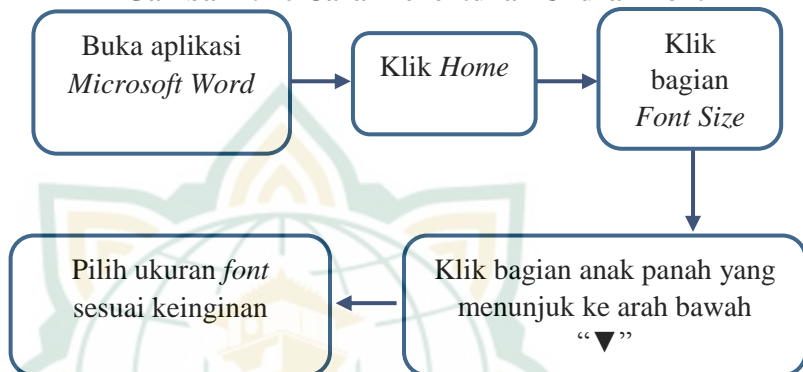 Buka aplikasi
Microsoft Word
Klik Home
Klik
bagian
Font Size
Klik bagian anak panah yang
menunjuk ke arah bawah
“▼”
Pilih ukuran font
sesuai keinginan